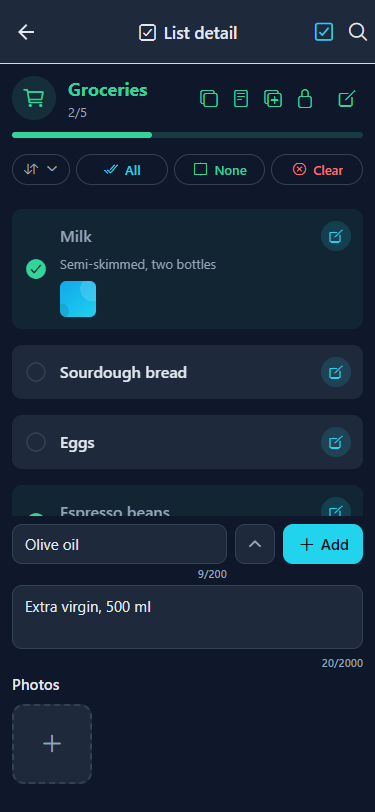 List detail
Groceries
2/5
All
None
Clear
Milk
Semi-skimmed, two bottles
Sourdough bread
Eggs
Espresso beans
Olive oil
Add
9/200
Extra virgin, 500 ml
20/2000
Photos